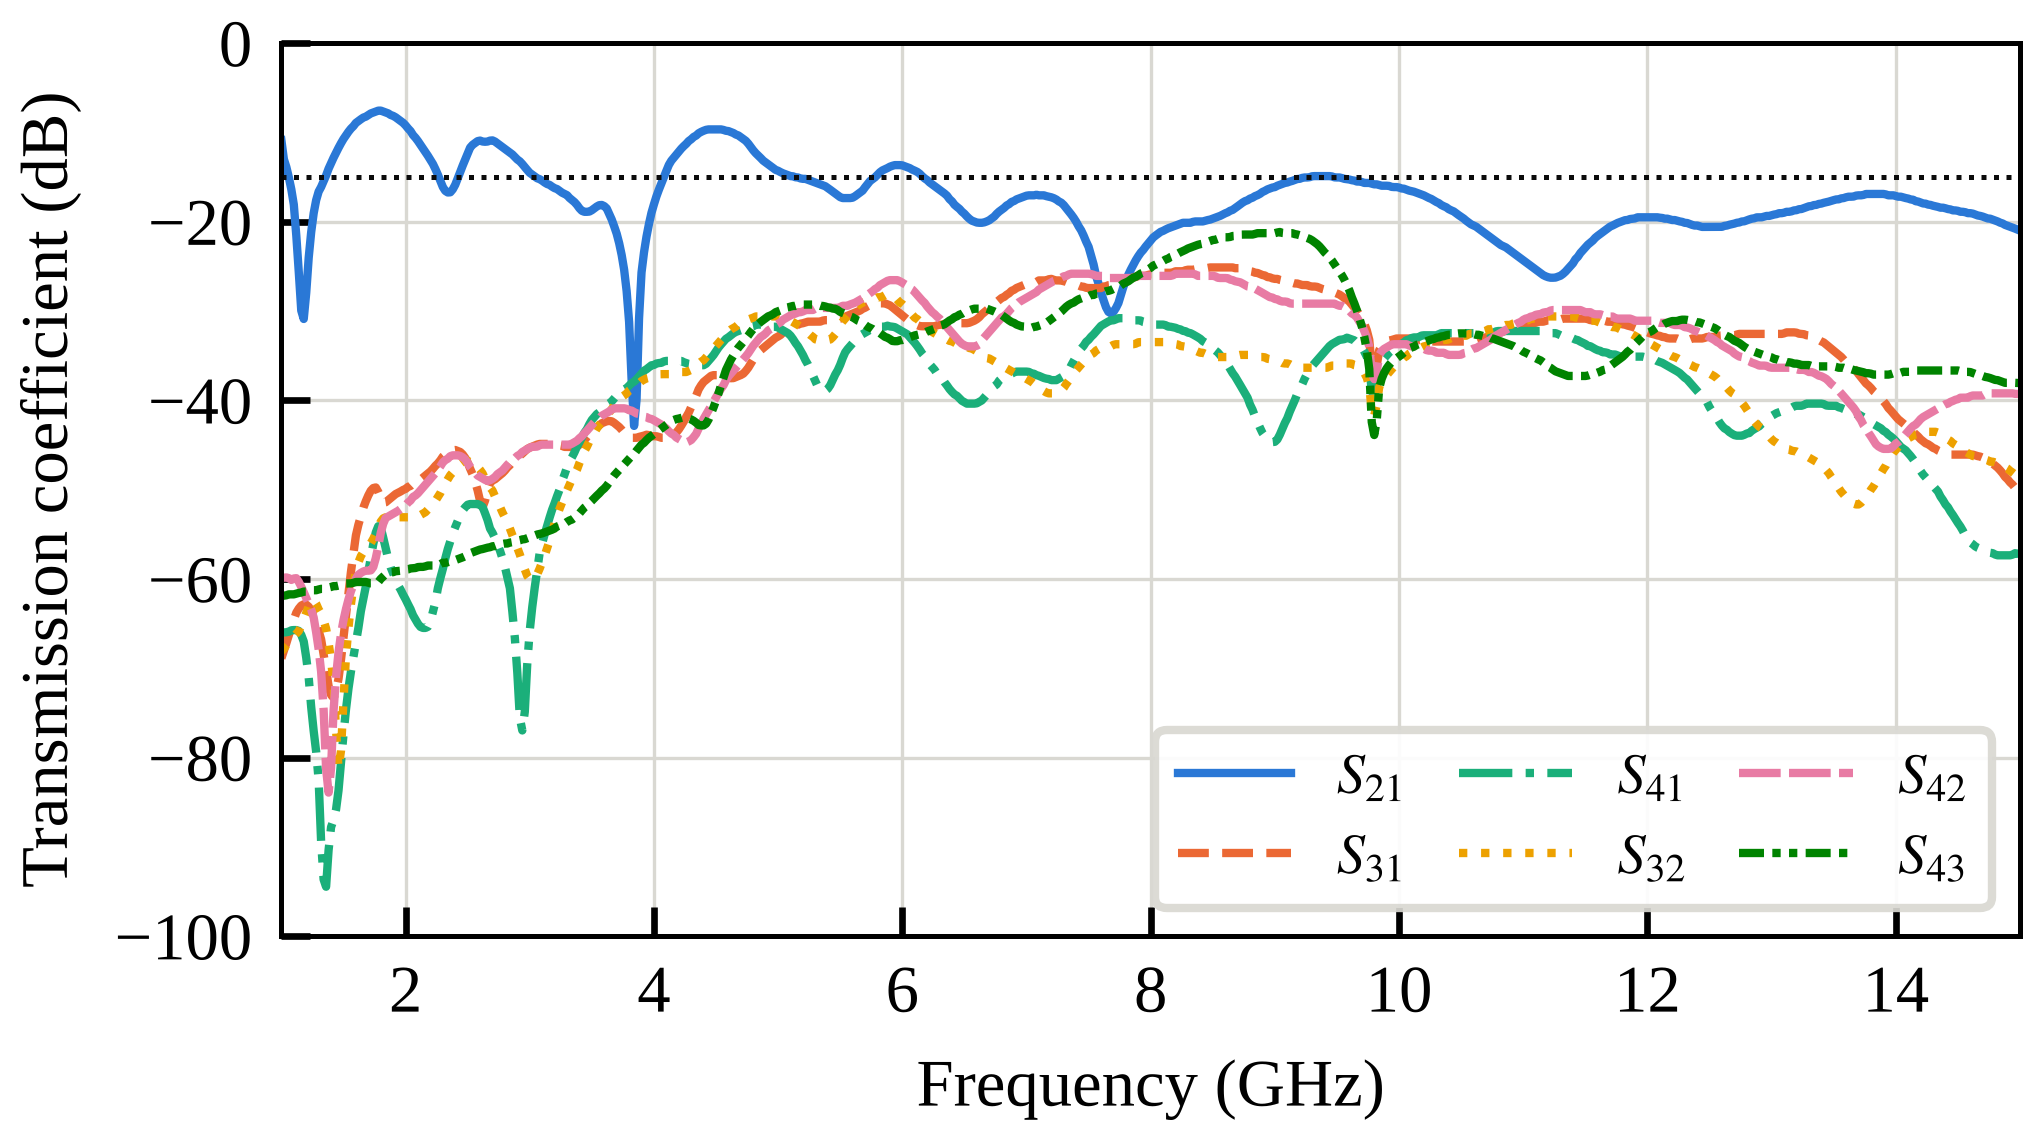 Transmission coefficient (dB)
0
−20
−40
−60
−80
−100
S21 S41 S42
S31 S32 S43
2 4 6 8 10 12 14
Frequency (GHz)